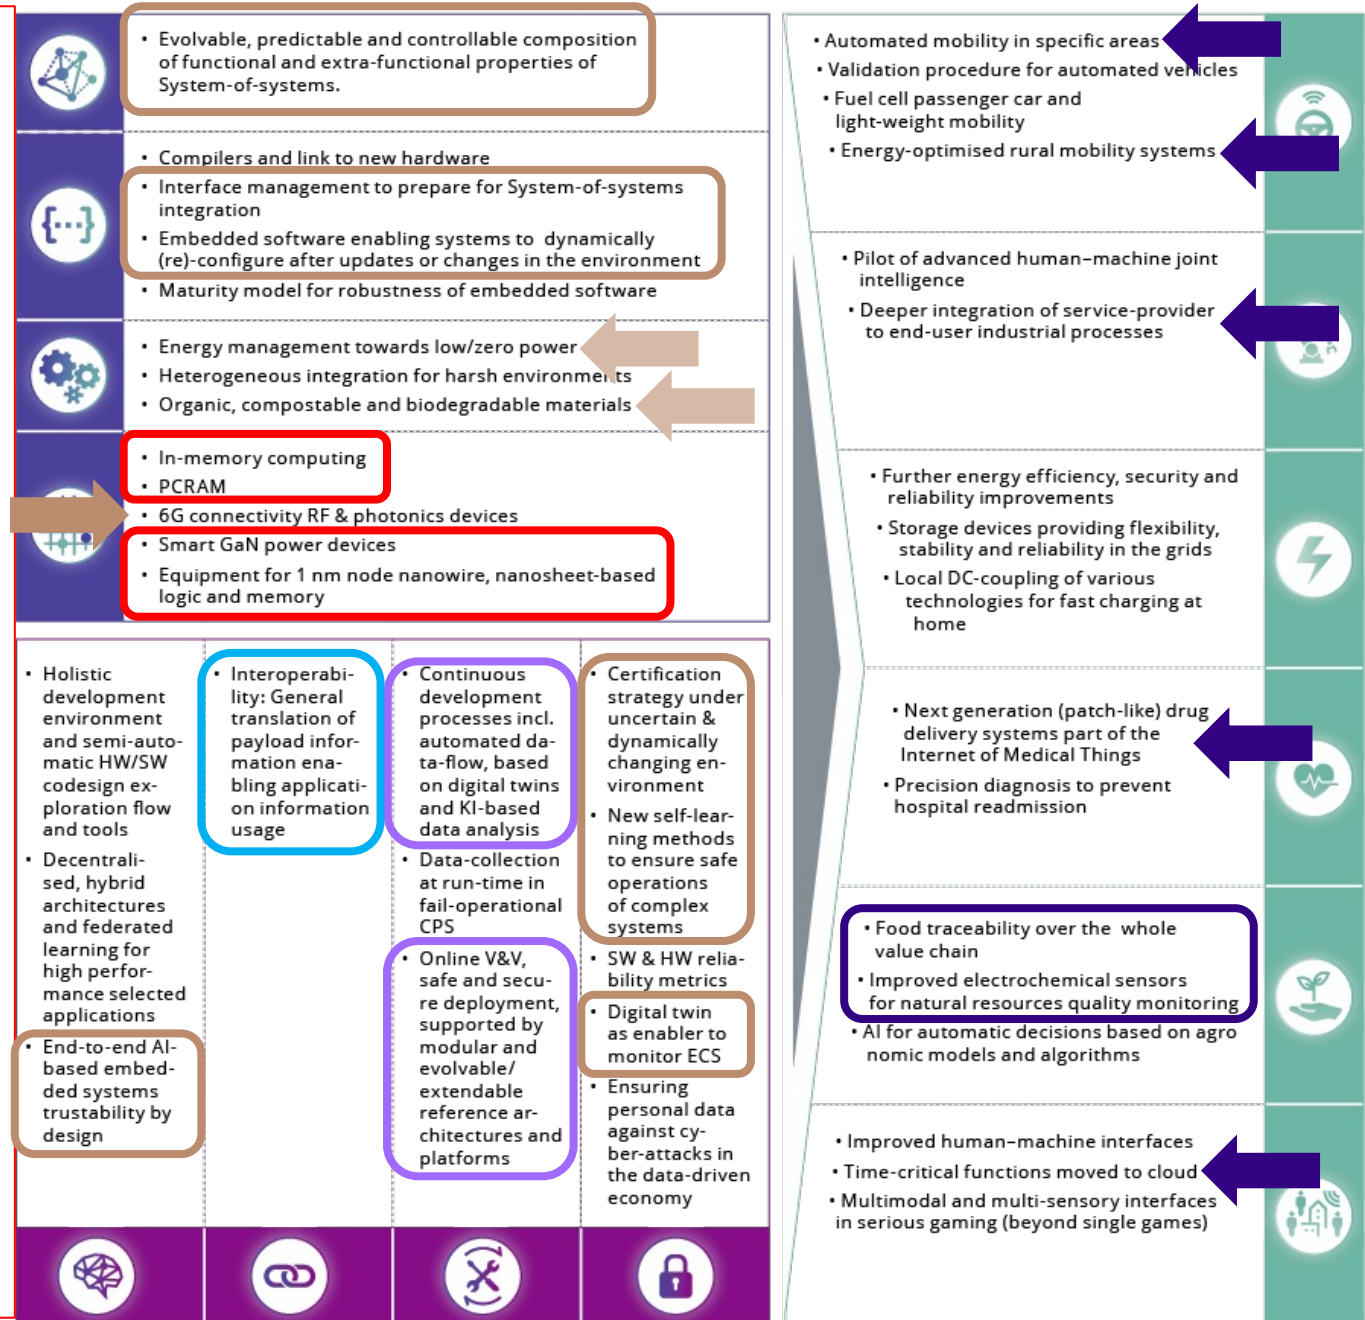 • Evolvable, predictable and controllable composition
of functional and extra-functional properties of
System-of-systems.
• Compilers and link to new hardware
• Interface management to prepare for System-of-systems
integration
• Embedded software enabling systems to dynamically
(re)-configure after updates or changes in the environment
• Maturity model for robustness of embedded software
• Energy management towards low/zero power
• Heterogeneous integration for harsh environments
• Organic, compostable and biodegradable materials
• In-memory computing
• PCRAM
• 6G connectivity RF & photonics devices
• Smart GaN power devices
• Equipment for 1 nm node nanowire, nanosheet-based
logic and memory
• Holistic
development
environment
and semi-auto-
matic HW/SW
codesign ex-
ploration flow
and tools
• Decentrali-
sed, hybrid
architectures
and federated
learning for
high perfor-
mance selected
applications
• End-to-end AI-
based embed-
ded systems
trustability by
design
• Interoperabi-
lity: General
translation of
payload infor-
mation ena-
bling applicati-
on information
usage
• Continuous
development
processes incl.
automated da-
ta-flow, based
on digital twins
and KI-based
data analysis
• Data-collection
at run-time in
fail-operational
CPS
• Online V&V,
safe and secu-
re deployment,
supported by
modular and
evolvable/
extendable
reference ar-
chitectures and
platforms
• Certification
strategy under
uncertain &
dynamically
changing en-
vironment
• New self-lear-
ning methods
to ensure safe
operations
of complex
systems
• SW & HW relia-
bility metrics
• Digital twin
as enabler to
monitor ECS
• Ensuring
personal data
against cy-
ber-attacks in
the data-driven
economy
• Automated mobility in specific areas
• Validation procedure for automated vehicles
• Fuel cell passenger car and
light-weight mobility
• Energy-optimised rural mobility systems
• Pilot of advanced human–machine joint
intelligence
• Deeper integration of service-provider
to end-user industrial processes
• Further energy efficiency, security and
reliability improvements
• Storage devices providing flexibility,
stability and reliability in the grids
• Local DC-coupling of various
technologies for fast charging at
home
• Next generation (patch-like) drug
delivery systems part of the
Internet of Medical Things
• Precision diagnosis to prevent
hospital readmission
• Food traceability over the whole
value chain
• Improved electrochemical sensors
for natural resources quality monitoring
• AI for automatic decisions based on agro
nomic models and algorithms
• Improved human–machine interfaces
• Time-critical functions moved to cloud
• Multimodal and multi-sensory interfaces
in serious gaming (beyond single games)